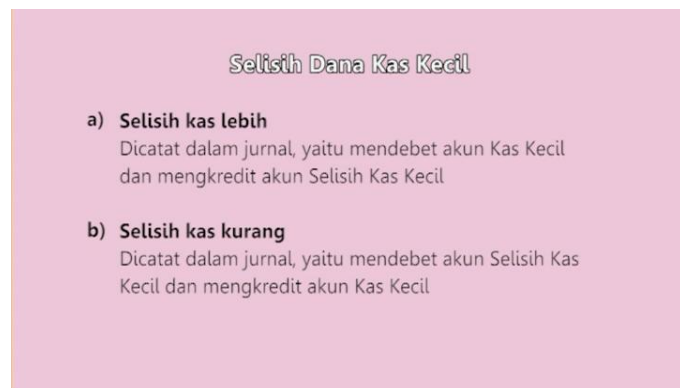 Selisih Dana Kas Kecil
a) Selisih kas lebih
Dicatat dalam jurnal, yaitu mendebet akun Kas Kecil
dan mengkredit akun Selisih Kas Kecil
b) Selisih kas kurang
Dicatat dalam jurnal, yaitu mendebet akun Selisih Kas
Kecil dan mengkredit akun Kas Kecil